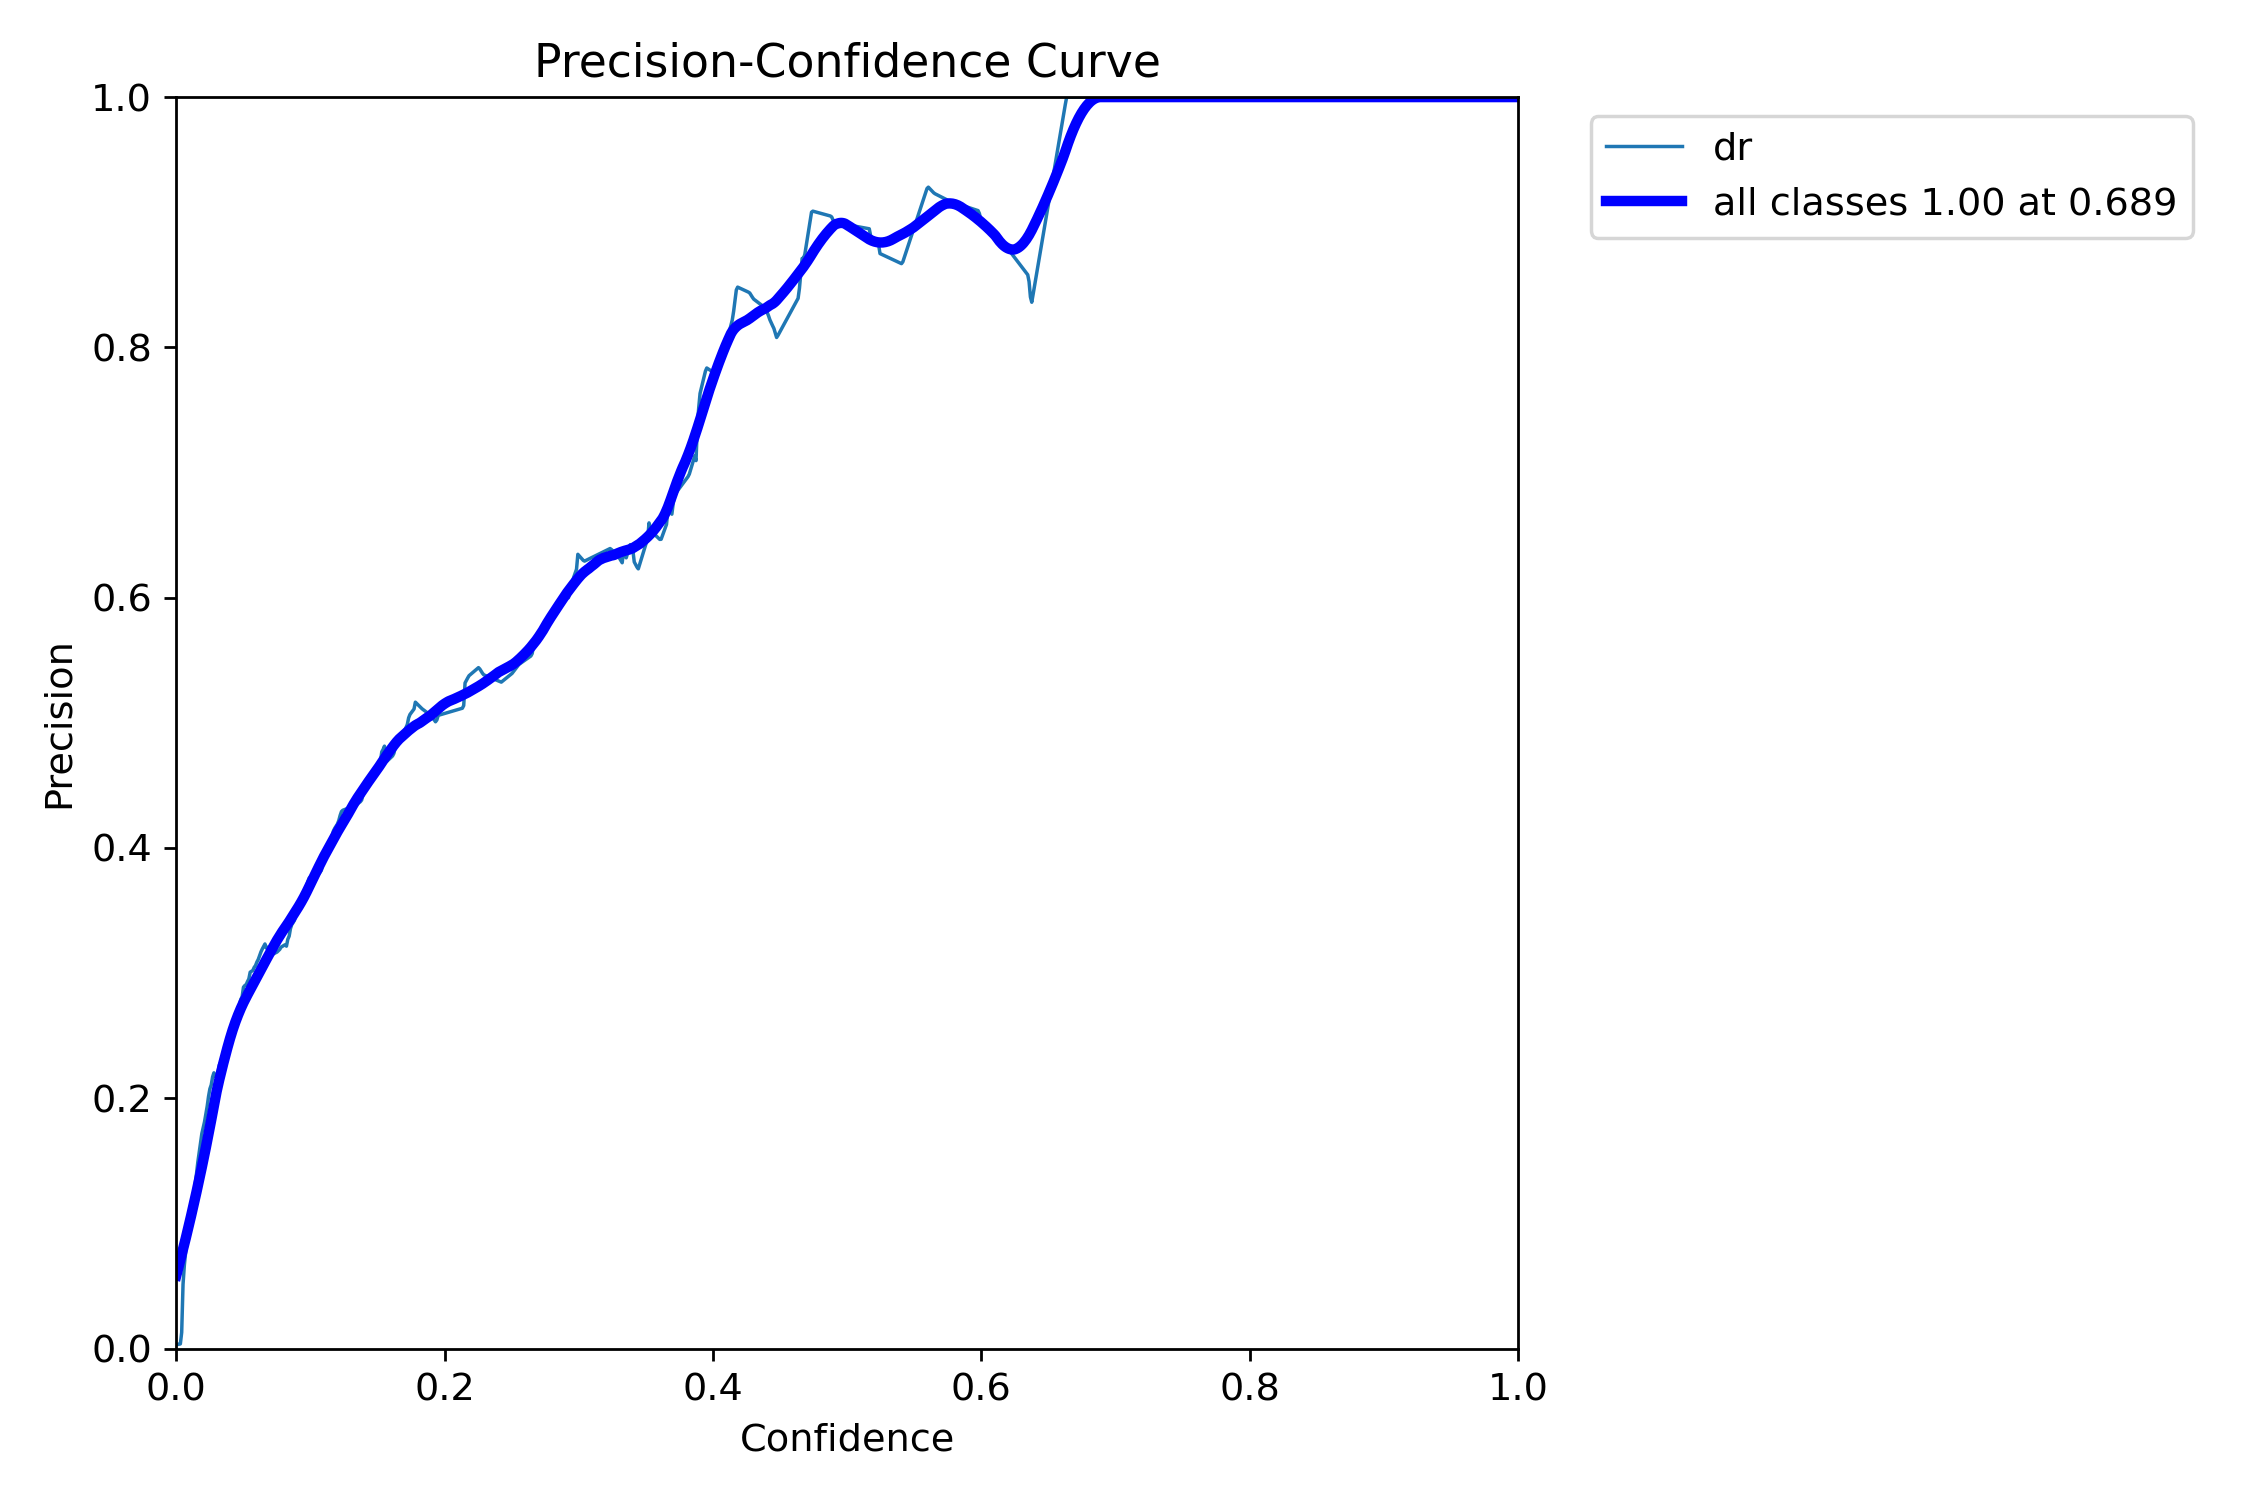 Precision-Confidence Curve
1.0
0.8
0.6
0.4
0.2
0.0
Precision
0.0 0.2 0.4 0.6 0.8 1.0
Confidence
dr
all classes 1.00 at 0.689